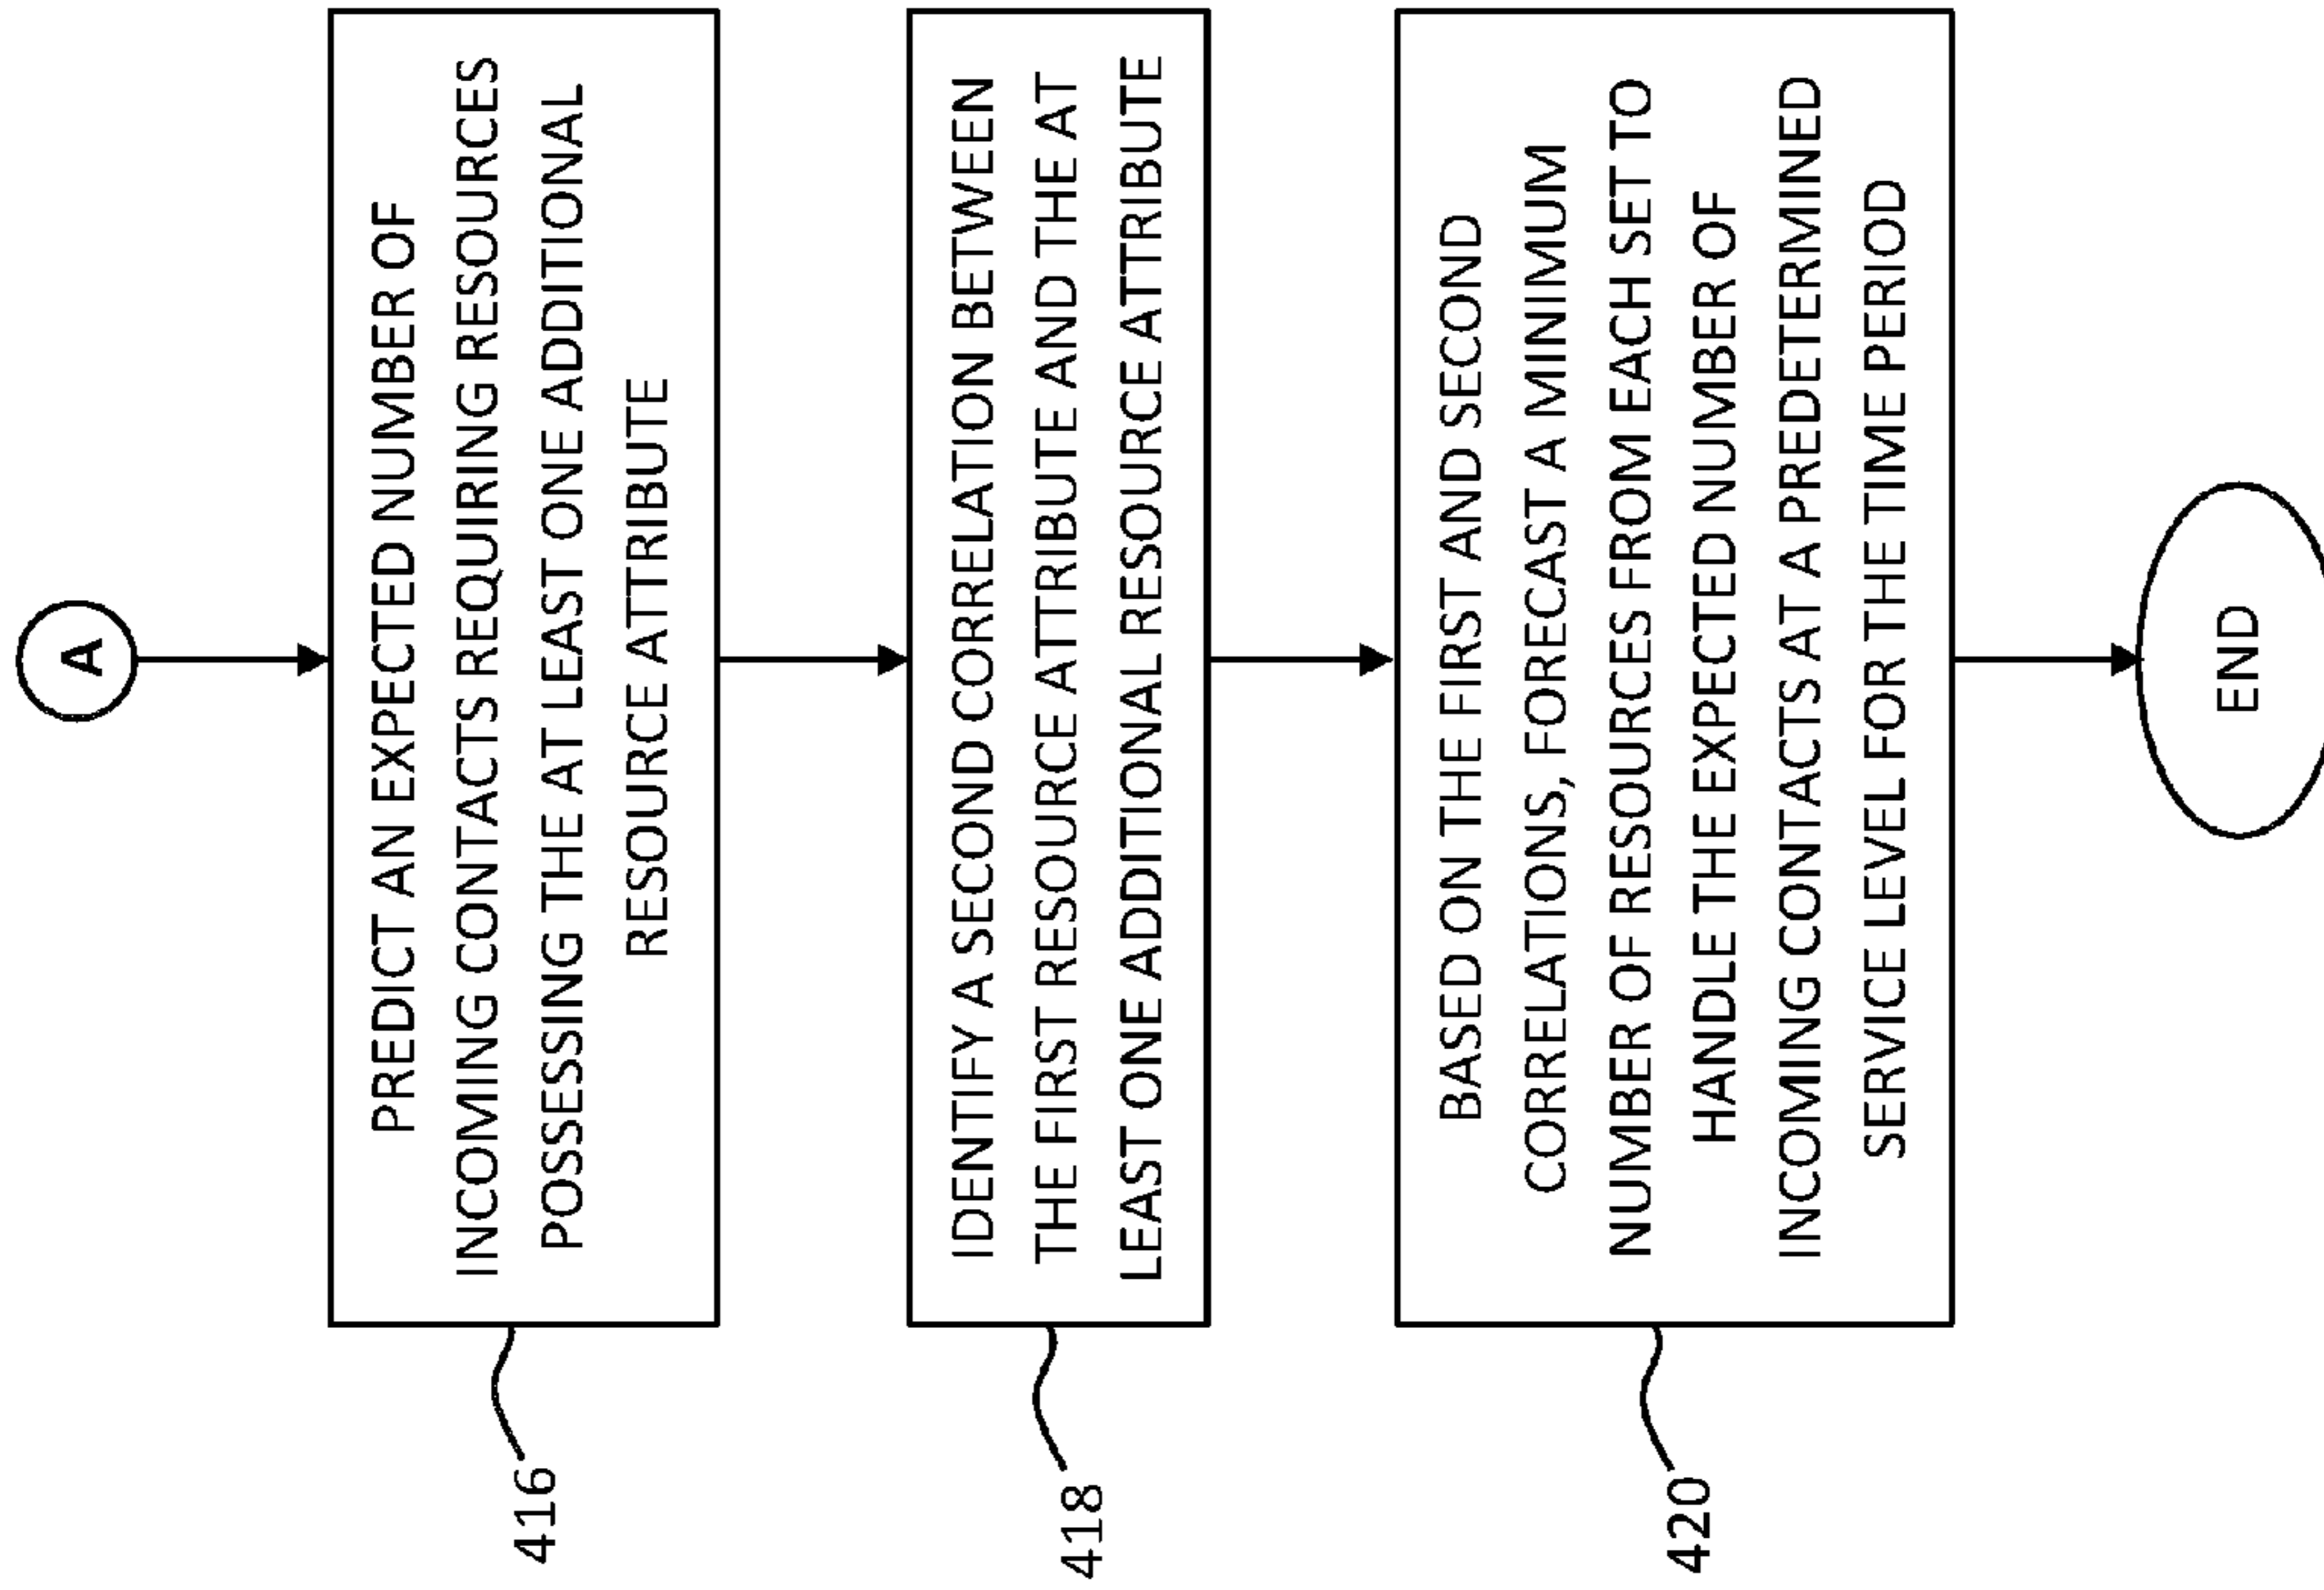 A
PREDICT AN EXPECTED NUMBER OF
INCOMING CONTACTS REQUIRING RESOURCES
POSSESSING THE AT LEAST ONE ADDITIONAL
RESOURCE ATTRIBUTE
416
IDENTIFY A SECOND CORRELATION BETWEEN
THE FIRST RESOURCE ATTRIBUTE AND THE AT
LEAST ONE ADDITIONAL RESOURCE ATTRIBUTE
418
BASED ON THE FIRST AND SECOND
CORRELATIONS, FORECAST A MINIMUM
NUMBER OF RESOURCES FROM EACH SET TO
HANDLE THE EXPECTED NUMBER OF
INCOMING CONTACTS AT A PREDETERMINED
SERVICE LEVEL FOR THE TIME PERIOD
420
END